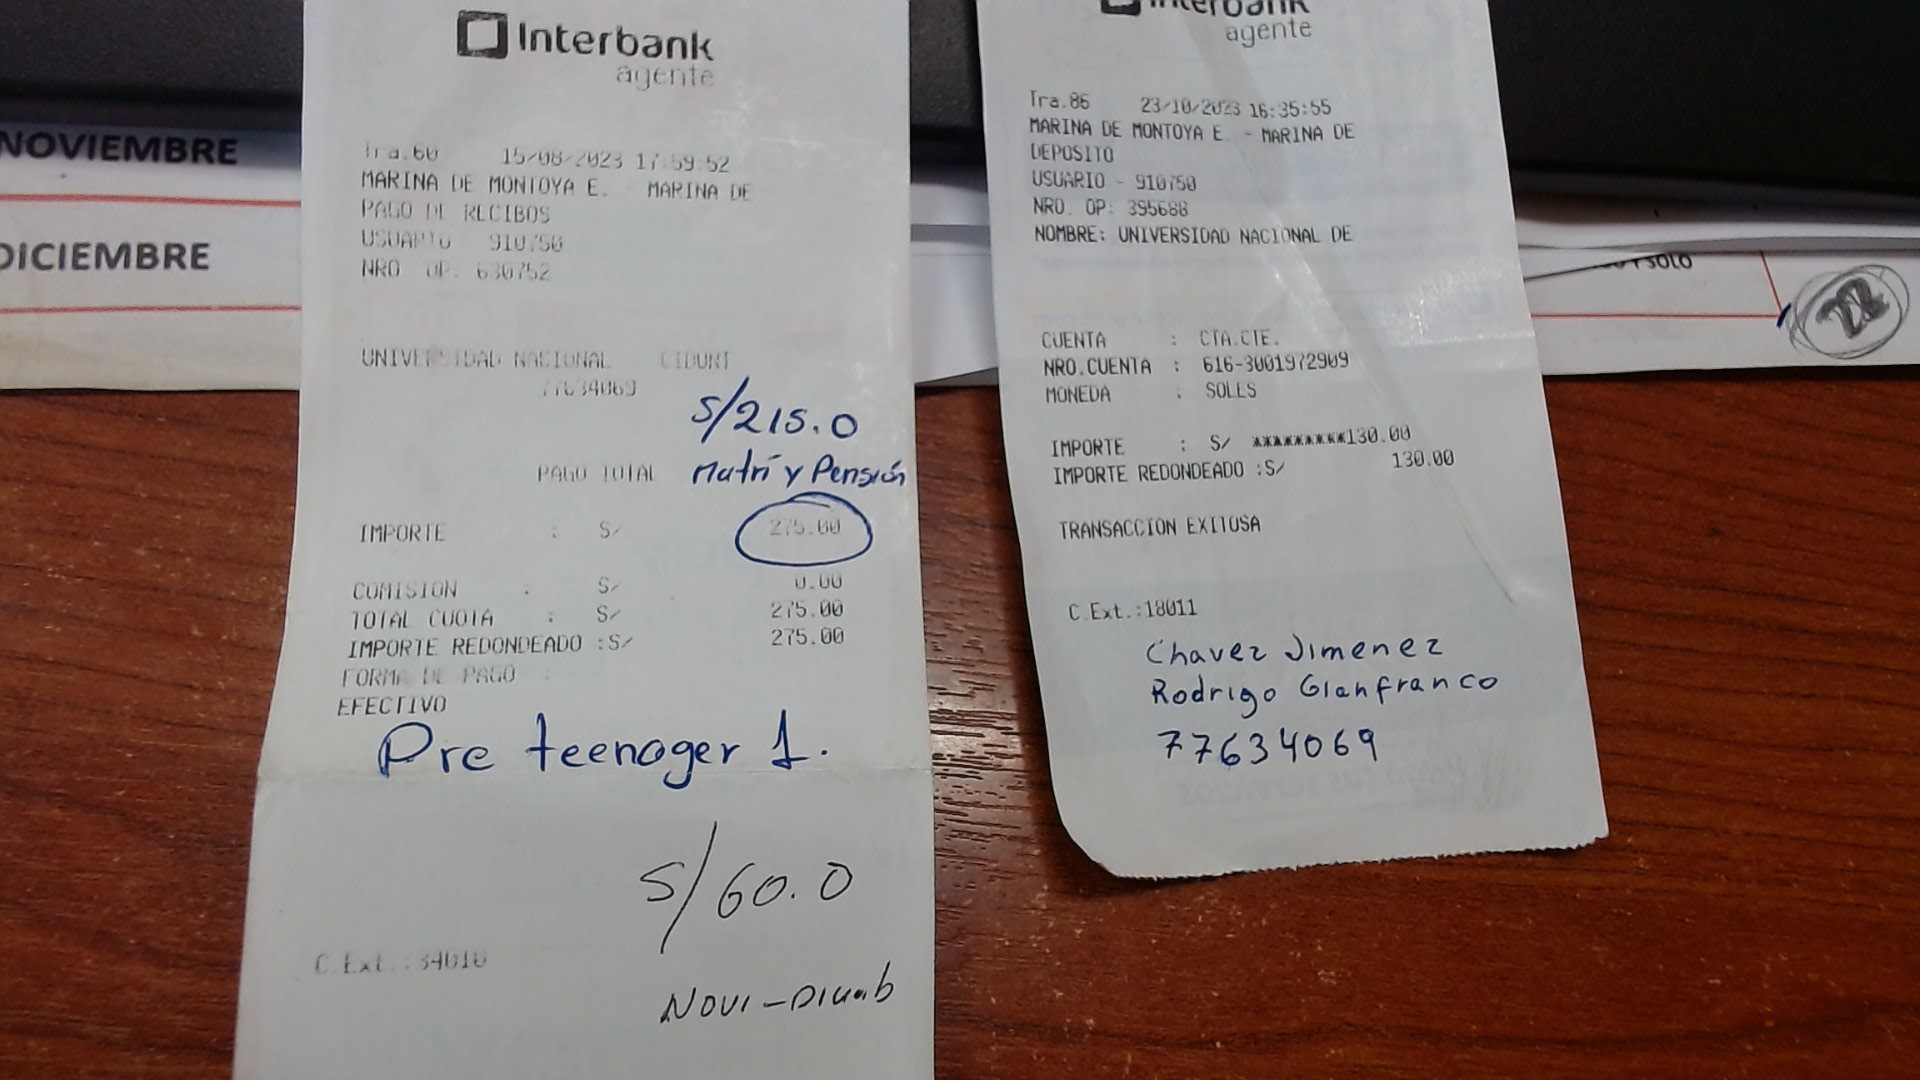 NOVIEMBRE
DICIEMBRE
Interbank
agente
Tra.60 15/08/2023 17:59:52
MARINA DE MONTOYA E. MARINA DE
PAGO DE RECIBOS
USUARIO 910750
NRO OP. 630752
UNIVERSIDAD NACIONAL CIDUNT
77634069
S/215.0
PAGO TOTAL Matrí y Pensión
IMPORTE : S/ 275.00
COMISION : S/ 0.00
TOTAL CUOTA : S/ 275.00
IMPORTE REDONDEADO :S/ 275.00
FORMA DE PAGO :
EFECTIVO
Pre teenager 1.
S/60.0
C.Ext.:34010
Interbank
agente
Tra.86 23/10/2023 16:35:55
MARINA DE MONTOYA E. - MARINA DE
DEPOSITO
USUARIO - 910750
NRO. OP: 395688
NOMBRE: UNIVERSIDAD NACIONAL DE
CUENTA : CTA.CTE.
NRO.CUENTA : 616-3001972909
MONEDA : SOLES
IMPORTE : S/ *********130.00
IMPORTE REDONDEADO :S/ 130.00
TRANSACCION EXITOSA
C.Ext.:18011
Chavez Jimenez
Rodrigo Gianfranco
77634069
Y SOLO